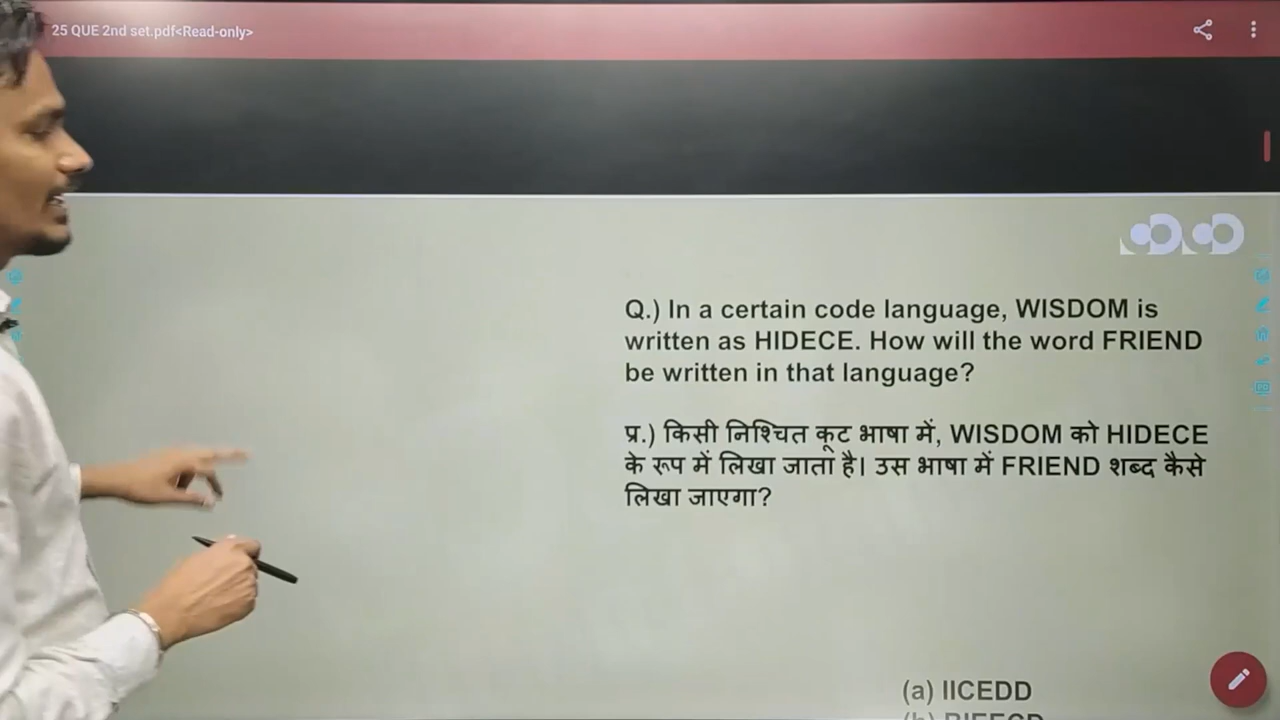 25 QUE 2nd set.pdf<Read-only>
Q.) In a certain code language, WISDOM is
written as HIDECE. How will the word FRIEND
be written in that language?
प्र.) किसी निश्चित कूट भाषा में, WISDOM को HIDECE
के रूप में लिखा जाता है। उस भाषा में FRIEND शब्द कैसे
लिखा जाएगा?
(a) IICEDD